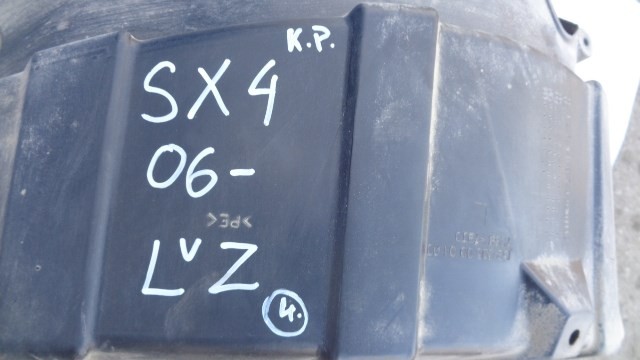 K.P.
SX4
06-
>PE<
LVZ
4.